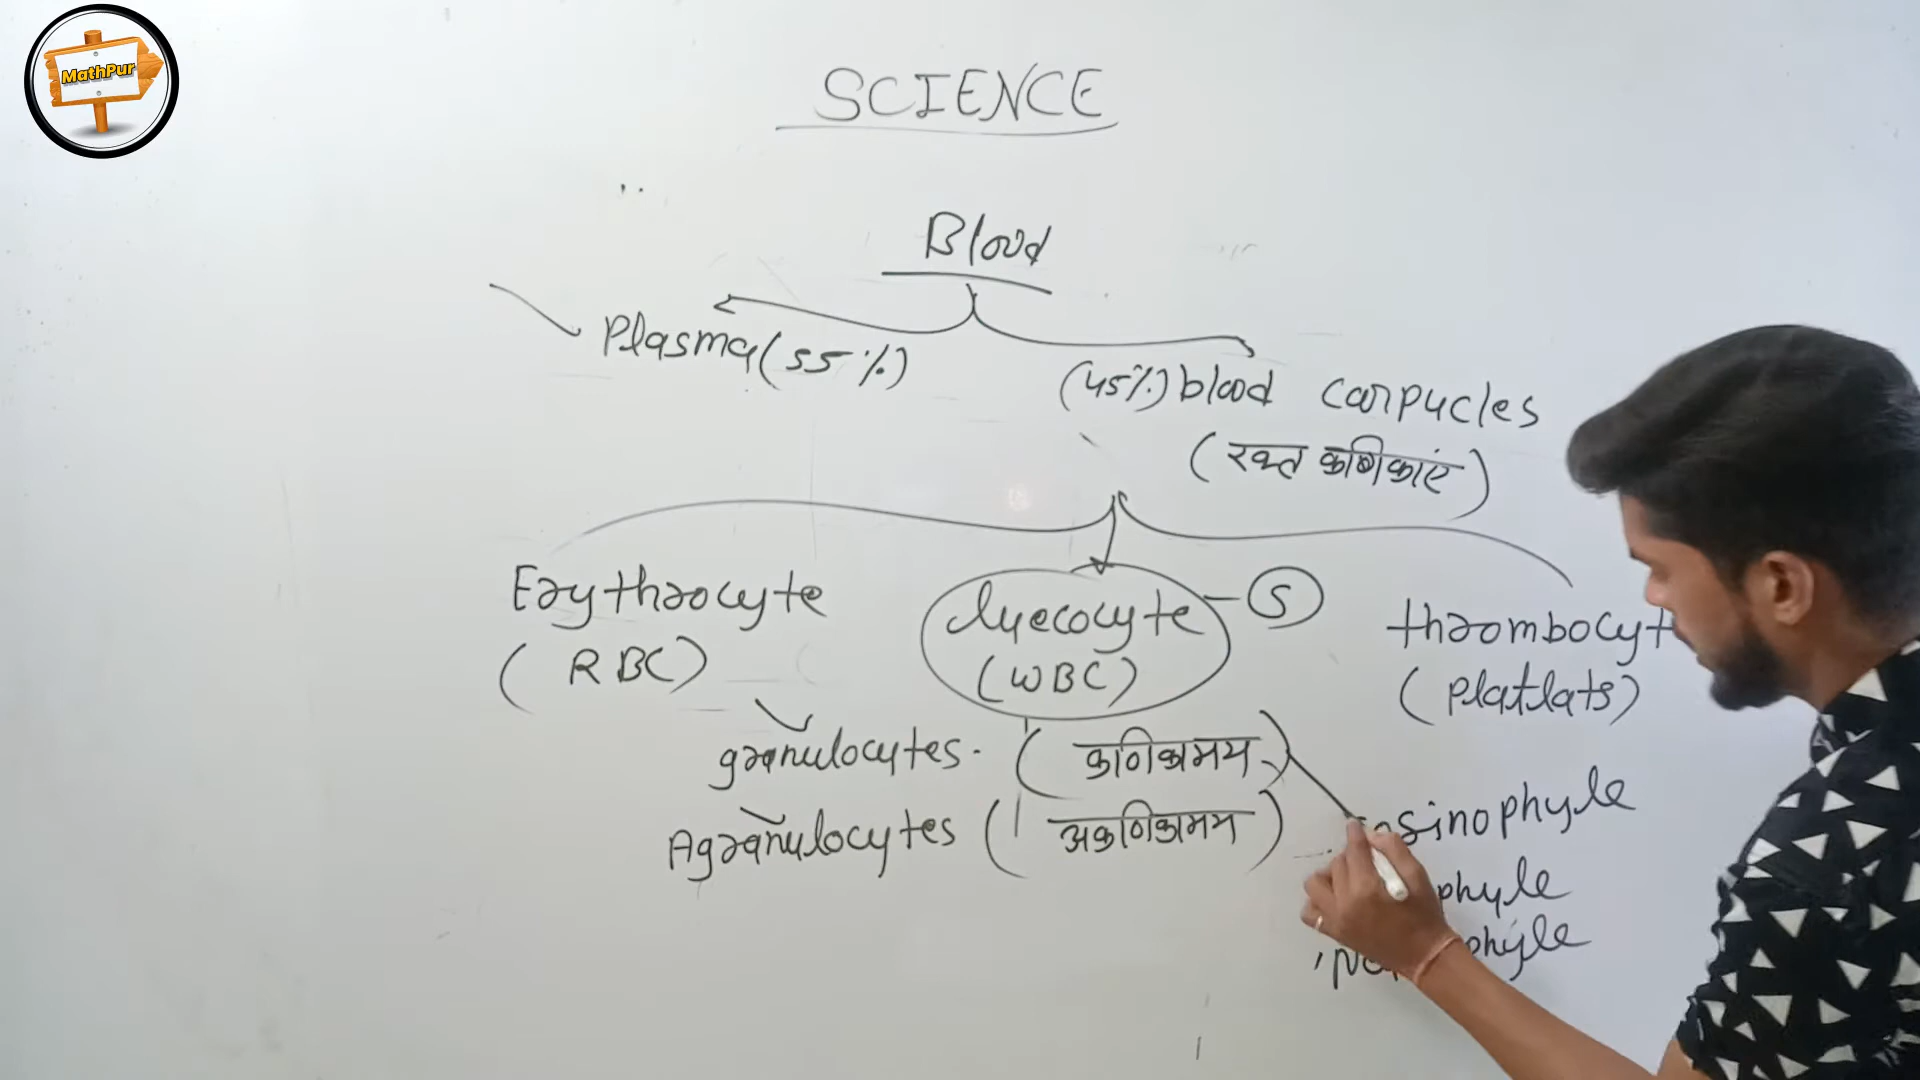 MathPur
SCIENCE
Blood
Plasma (55%)
(45%) blood carpucles
(रक्त कणिकाएं)
Erythrocyte
(RBC)
lyecocyte
(WBC)
S
thrombocyt
(Platlats)
granulocytes. (कणिकामय)
Agranulocytes (अकणिकामय)
osinophyle
phyle
phyle